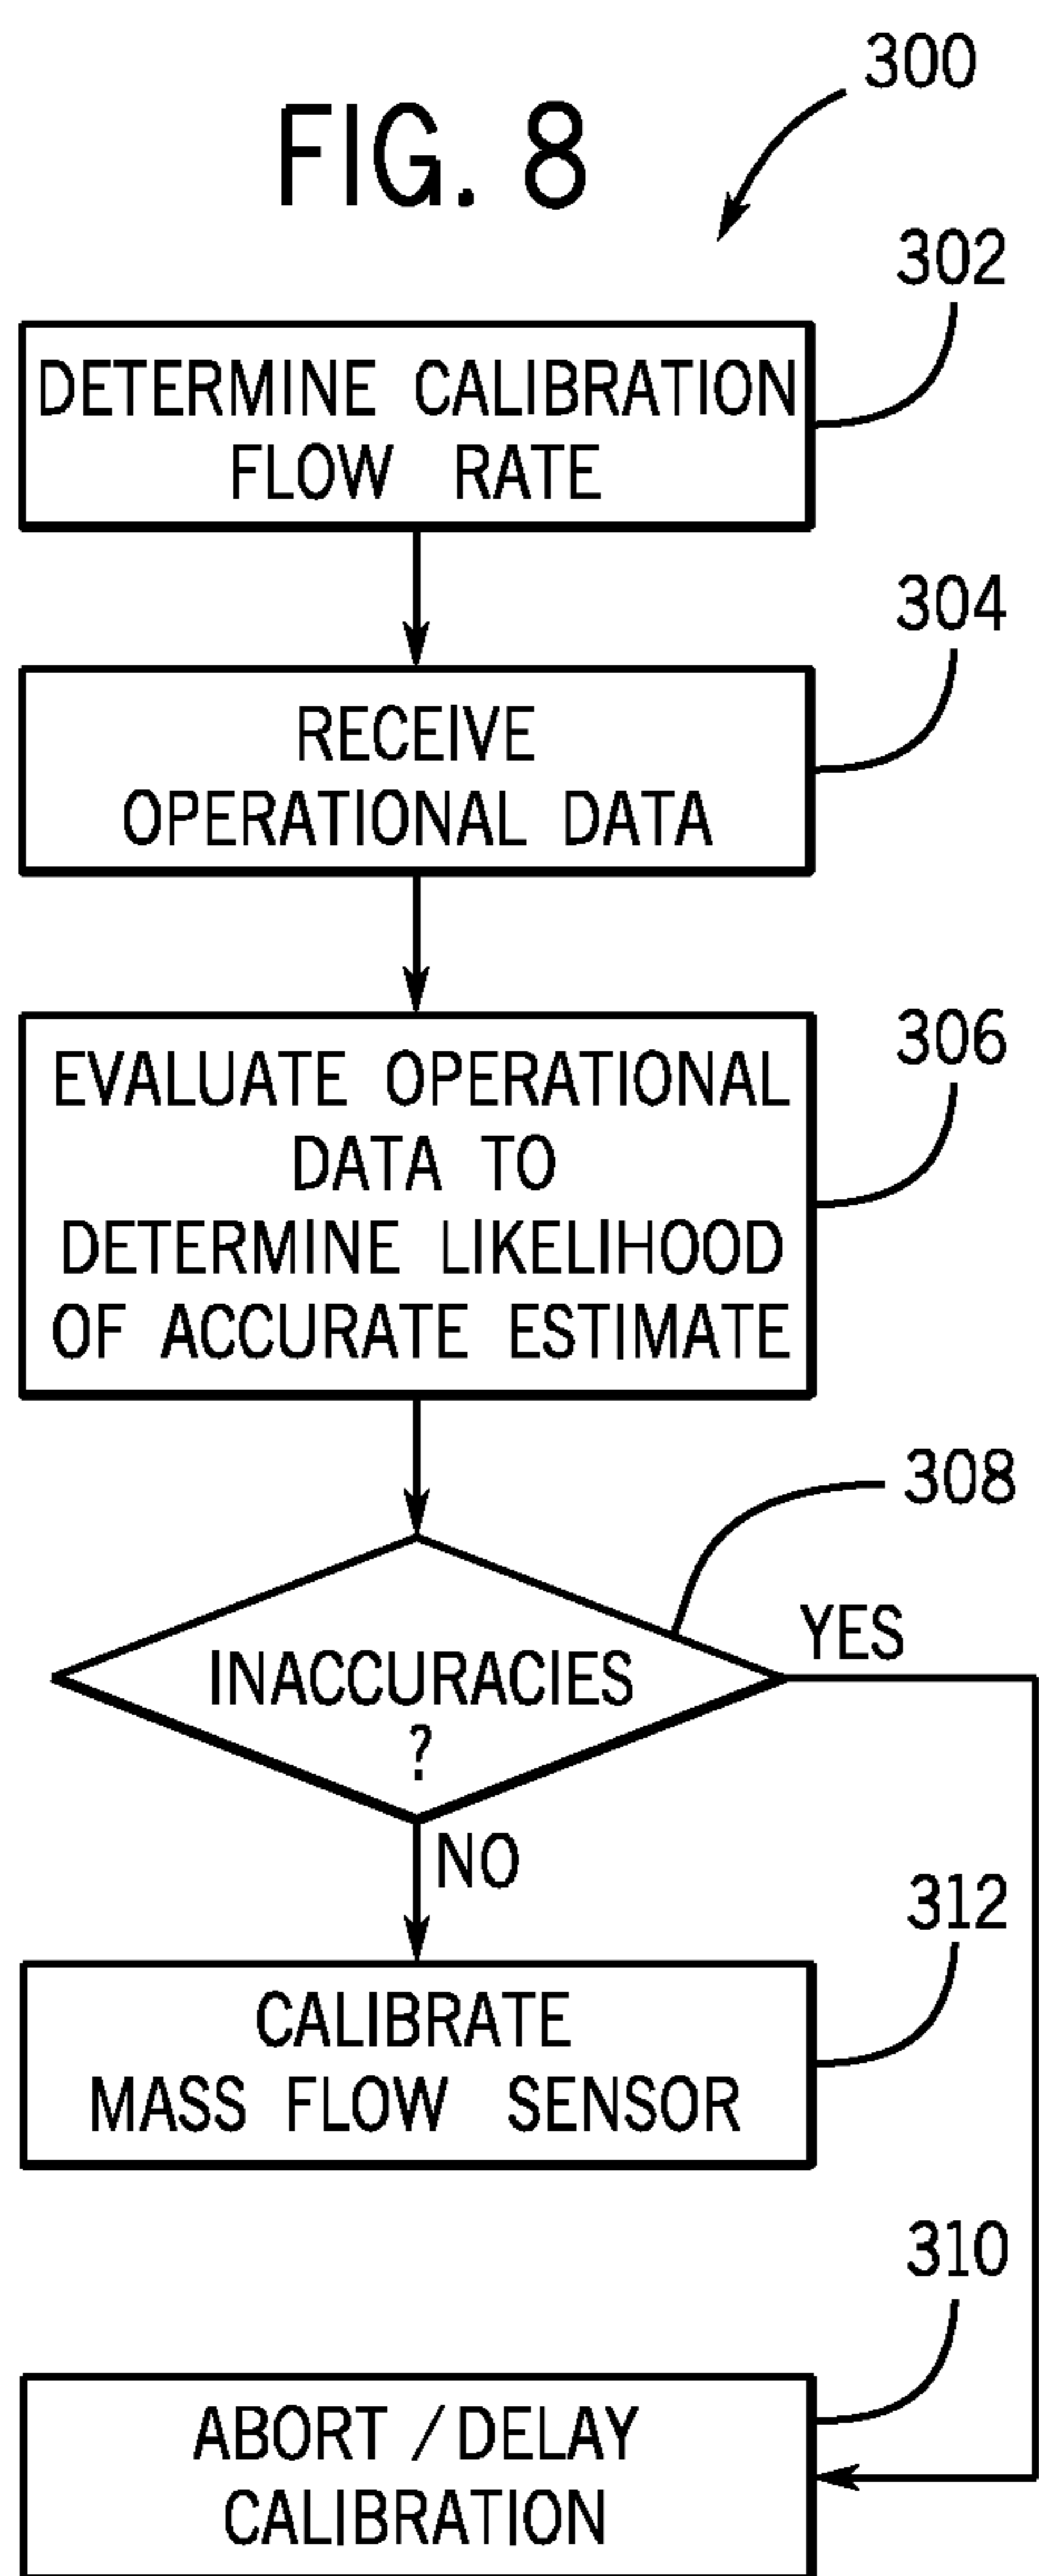 300
FIG. 8
302
DETERMINE CALIBRATION
FLOW RATE
304
RECEIVE
OPERATIONAL DATA
306
EVALUATE OPERATIONAL
DATA TO
DETERMINE LIKELIHOOD
OF ACCURATE ESTIMATE
308
YES
INACCURACIES
?
NO
312
CALIBRATE
MASS FLOW SENSOR
310
ABORT / DELAY
CALIBRATION